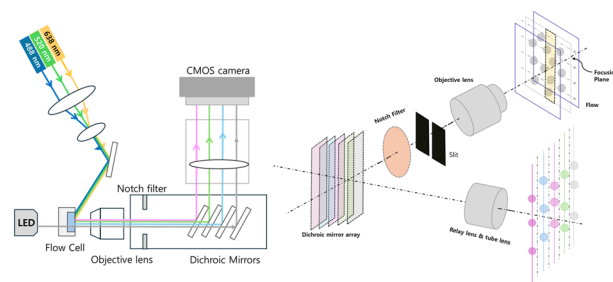 488 nm
520 nm
638 nm
CMOS camera
Notch filter
LED
Flow Cell
Objective lens
Dichroic Mirrors
Objective lens
Focusing
Plane
Flow
Notch Filter
Slit
Dichroic mirror array
Relay lens & tube lens